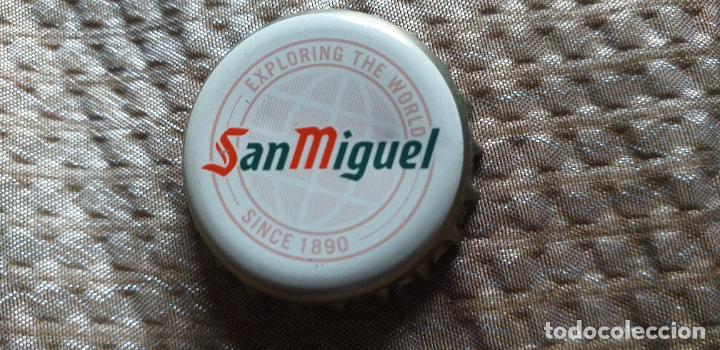 EXPLORING THE WORLD
SanMiguel
SINCE 1890
todocoleccion